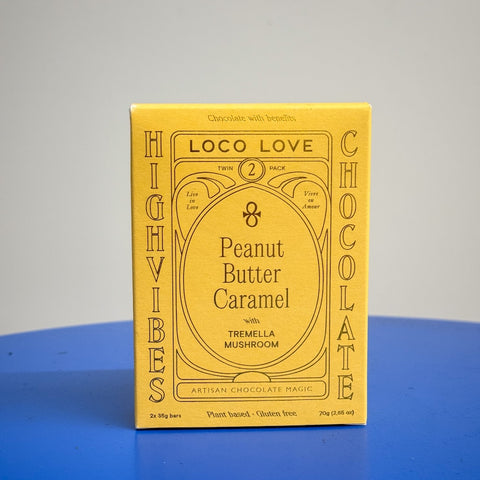 Chocolate with benefits
HIGHVIBES
CHOCOLATE
LOCO LOVE
TWIN 2 PACK
Live
in
Love
Vivre
en
Amour
Peanut
Butter
Caramel
with
TREMELLA
MUSHROOM
ARTISAN CHOCOLATE MAGIC
2x 35g bars
Plant based · Gluten free
70g (2,65 oz)